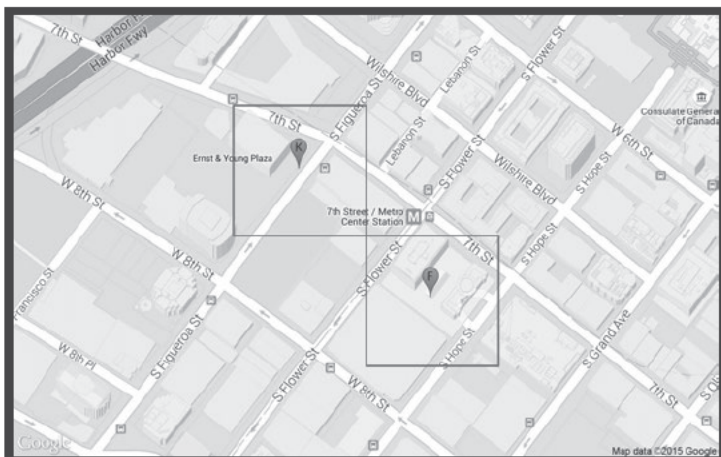 Harbor Fwy
7th St
7th St
Ernst & Young Plaza
K
S Figueroa St
Wilshire Blvd
Lebanon St
S Flower St
Consulate General
of Canada
W 6th St
S Hope St
Lebanon St
S Flower St
Wilshire Blvd
W 8th St
7th Street / Metro
Center Station
M
7th St
S Hope St
W 8th St
S Flower St
F
Francisco St
W 8th Pl
S Figueroa St
S Flower St
W 8th St
S Hope St
S Grand Ave
7th St
Google
Map data ©2015 Google